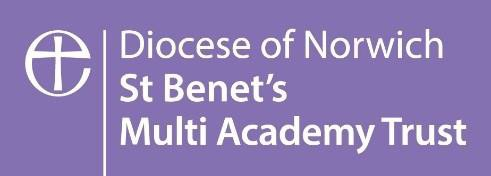 Diocese of Norwich
St Benet's
Multi Academy Trust